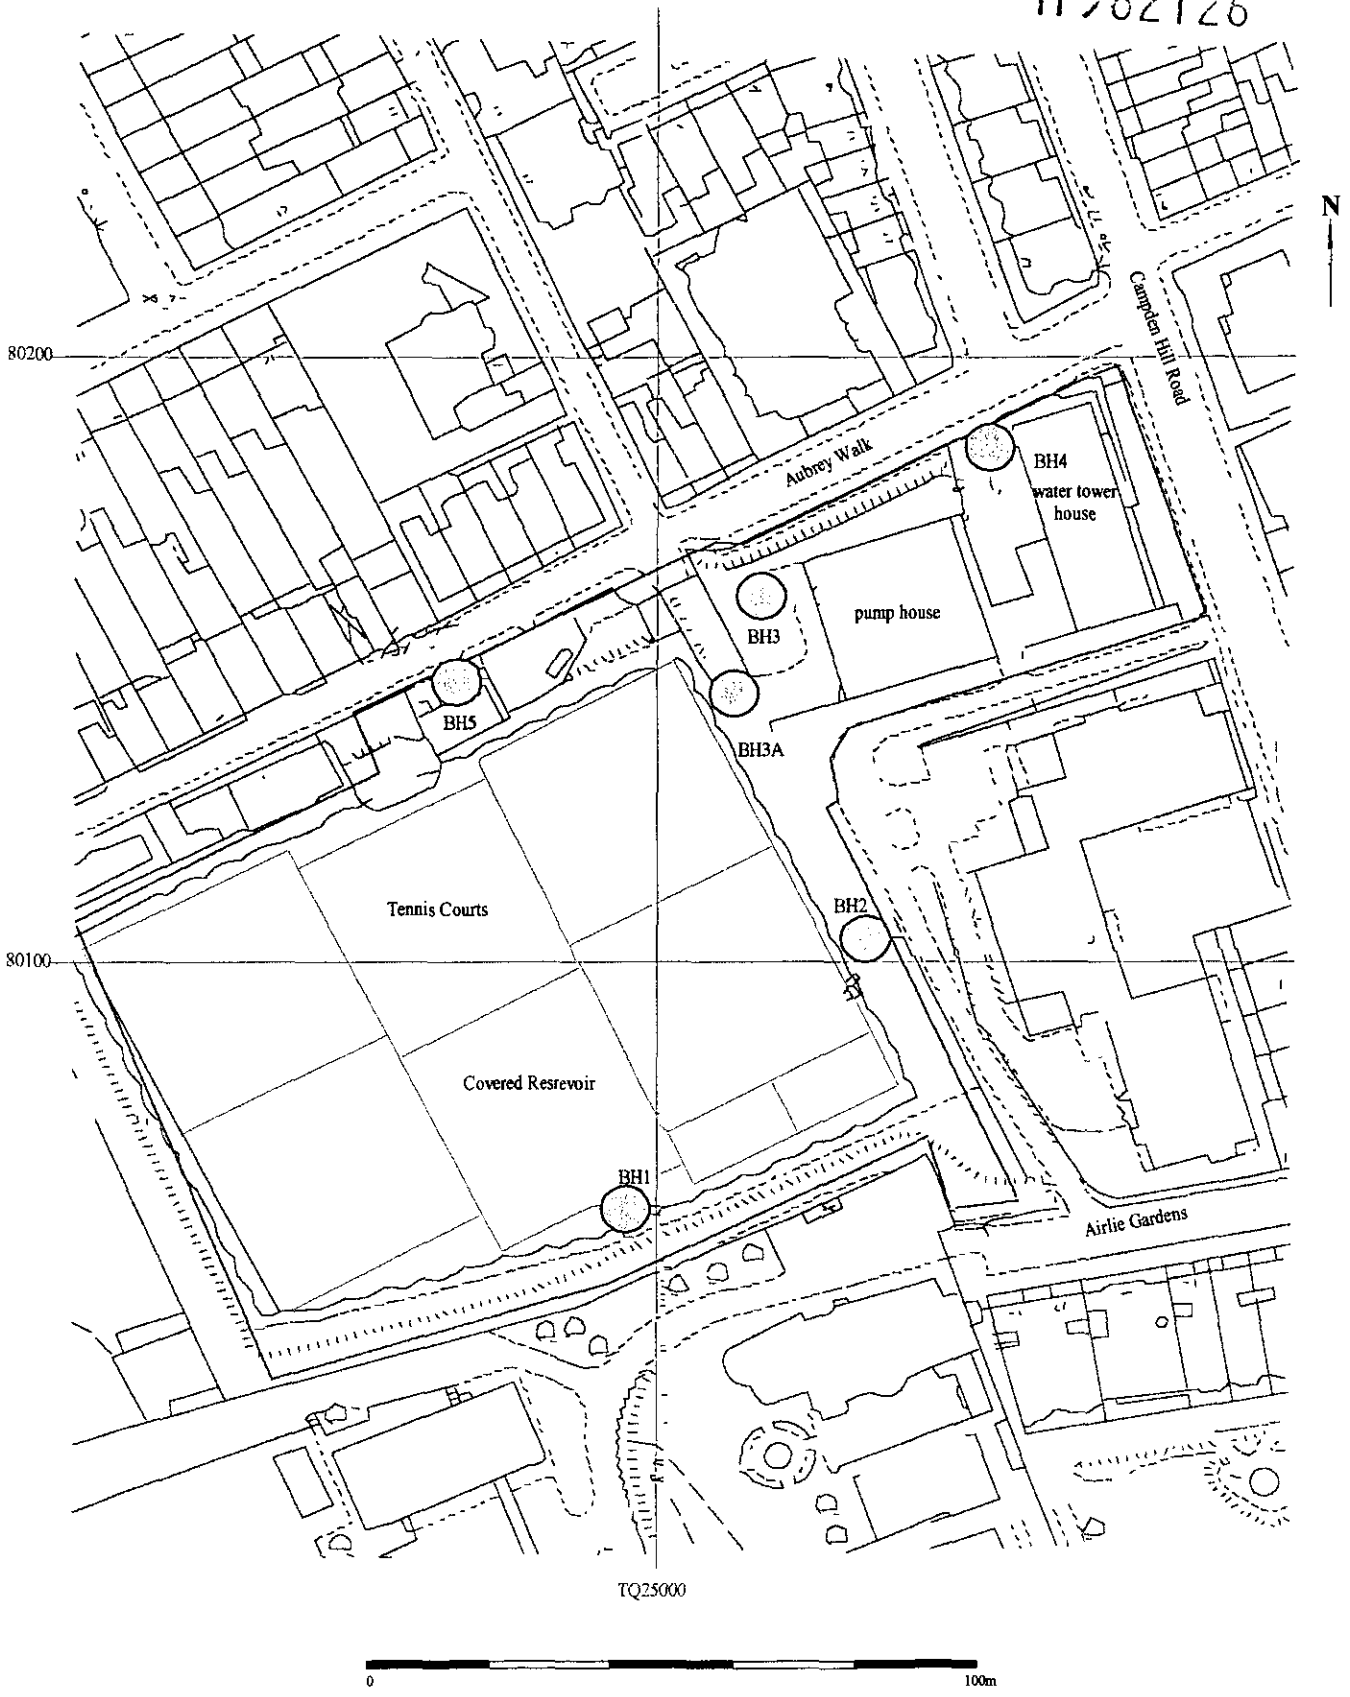 N
Campden Hill Road
80200
Aubrey Walk
BH4
water tower
house
pump house
BH3
BH5
BH3A
Tennis Courts
BH2
80100
Covered Resrevoir
BH1
Airlie Gardens
TQ25000
0
100m